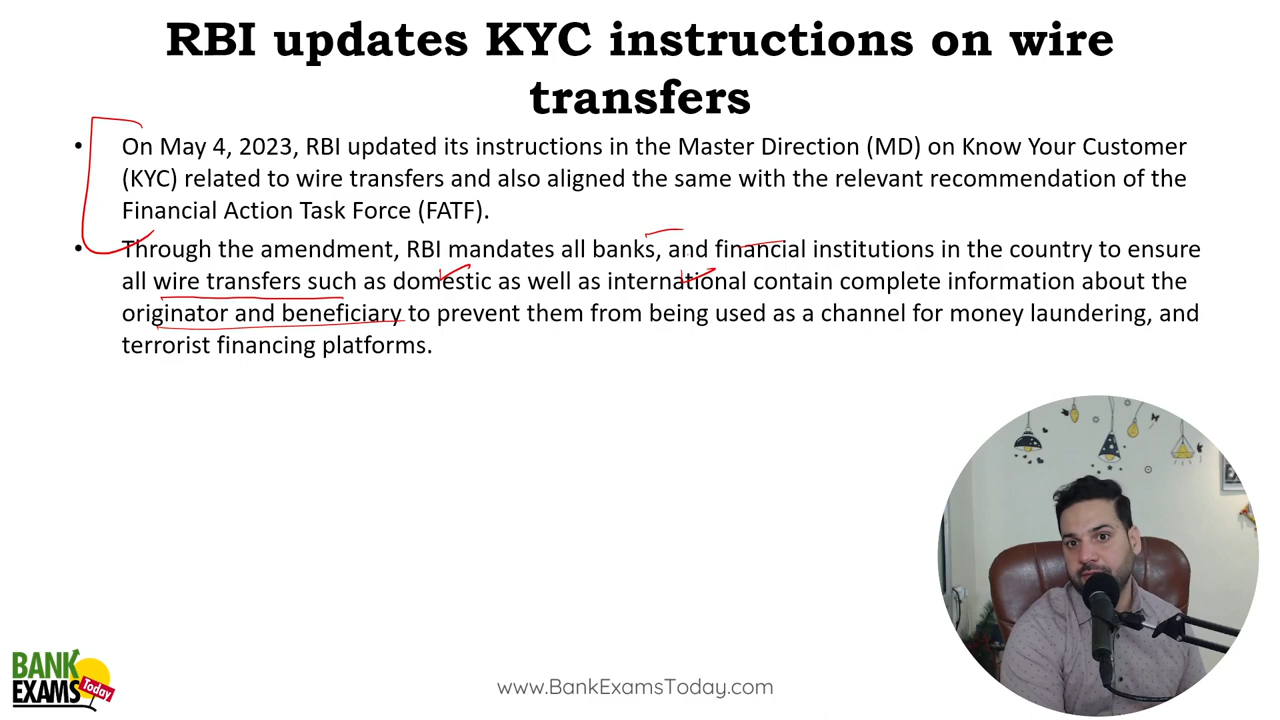 RBI updates KYC instructions on wire
transfers
• On May 4, 2023, RBI updated its instructions in the Master Direction (MD) on Know Your Customer
(KYC) related to wire transfers and also aligned the same with the relevant recommendation of the
Financial Action Task Force (FATF).
• Through the amendment, RBI mandates all banks, and financial institutions in the country to ensure
all wire transfers such as domestic as well as international contain complete information about the
originator and beneficiary to prevent them from being used as a channel for money laundering, and
terrorist financing platforms.
BANK
EXAMS
Today
www.BankExamsToday.com